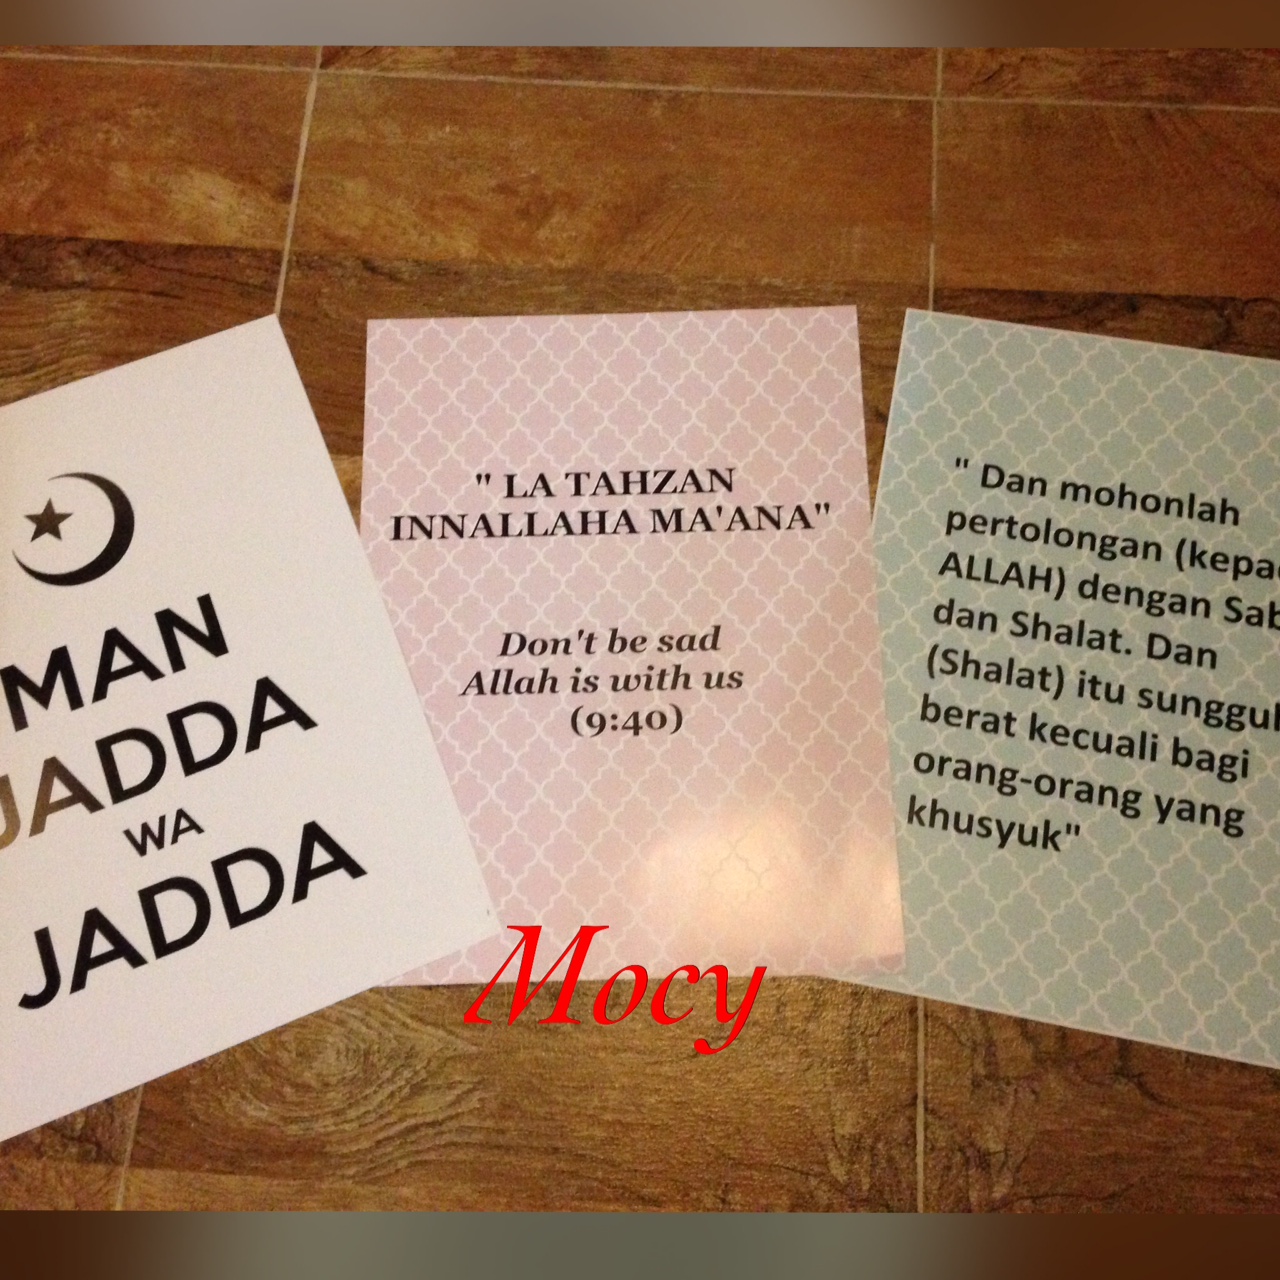 MAN
JADDA
WA
JADDA
" LA TAHZAN
INNALLAHA MA'ANA"
Don't be sad
Allah is with us
(9:40)
" Dan mohonlah
pertolongan (kepa
ALLAH) dengan Sab
dan Shalat. Dan
(Shalat) itu sungguh
berat kecuali bagi
orang-orang yang
khusyuk"
Mocy